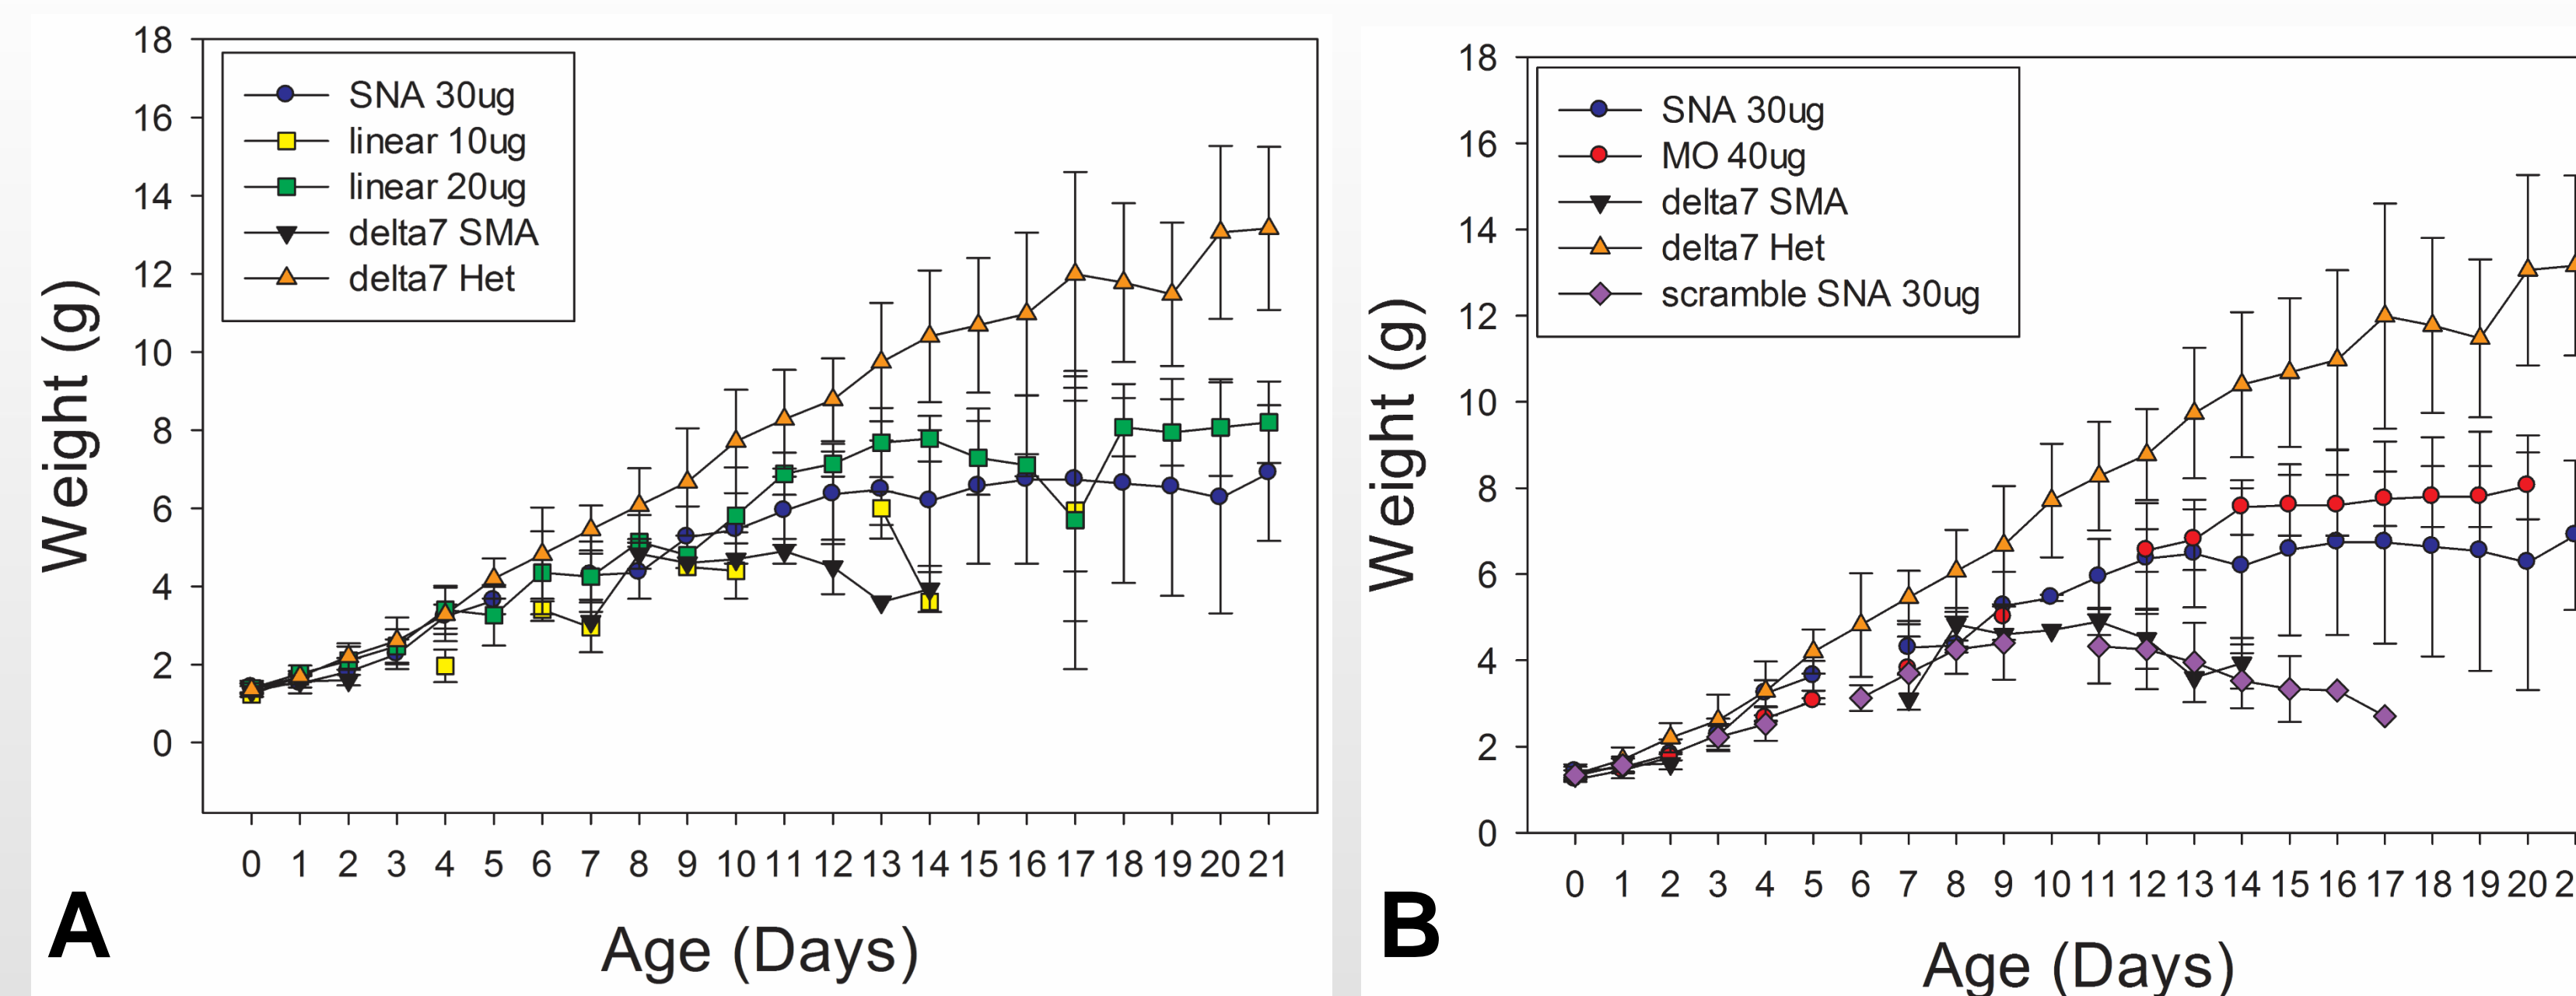 18
16
14
12
10
8
6
4
2
0
Weight (g)
SNA 30ug
linear 10ug
linear 20ug
delta7 SMA
delta7 Het
0 1 2 3 4 5 6 7 8 9 10 11 12 13 14 15 16 17 18 19 20 21
Age (Days)
A
18
16
14
12
10
8
6
4
2
0
Weight (g)
SNA 30ug
MO 40ug
delta7 SMA
delta7 Het
scramble SNA 30ug
0 1 2 3 4 5 6 7 8 9 10 11 12 13 14 15 16 17 18 19 20 2
Age (Days)
B